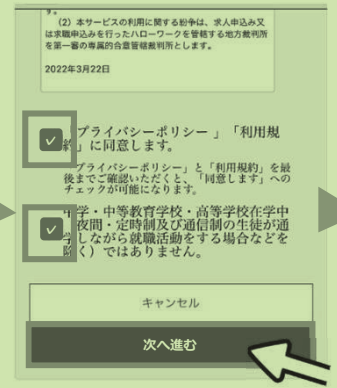 す。
（2）本サービスの利用に関する紛争は、求人申込み又
は求職申込みを行ったハローワークを管轄する地方裁判所
を第一審の専属的合意管轄裁判所とします。
2022年3月22日
プライバシーポリシー 」「利用規
約」に同意します。
プライバシーポリシー」と「利用規約」を最
後までご確認いただくと、「同意します」への
チェックが可能になります。
中学・中等教育学校・高等学校在学中
夜間・定時制及び通信制の生徒が通
学しながら就職活動をする場合などを
除く）ではありません。
キャンセル
次へ進む